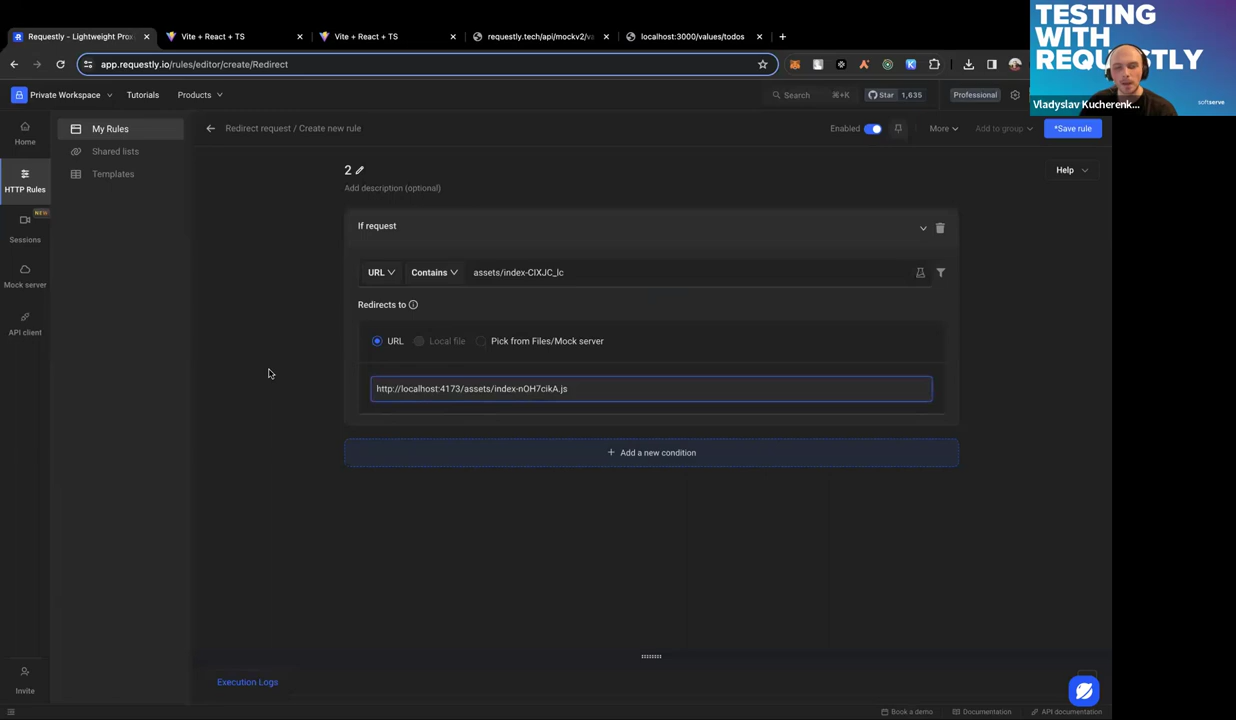 Requestly - Lightweight Prox
Vite + React + TS
Vite + React + TS
requestly.tech/api/mockv2/va
localhost:3000/values/todos
app.requestly.io/rules/editor/create/Redirect
TESTING
WITH
REQUESTLY
Vladyslav Kucherenk...
softserve
Private Workspace
Tutorials
Products
Search
⌘+K
Star
1,635
Professional
Home
HTTP Rules
NEW
Sessions
Mock server
API client
Invite
My Rules
Shared lists
Templates
Redirect request / Create new rule
Enabled
More
Add to group
*Save rule
2
Add description (optional)
Help
If request
URL
Contains
assets/index-CIXJC_lc
Redirects to
URL
Local file
Pick from Files/Mock server
http://localhost:4173/assets/index-nOH7cikA.js
+ Add a new condition
Execution Logs
Book a demo
Documentation
API documentation